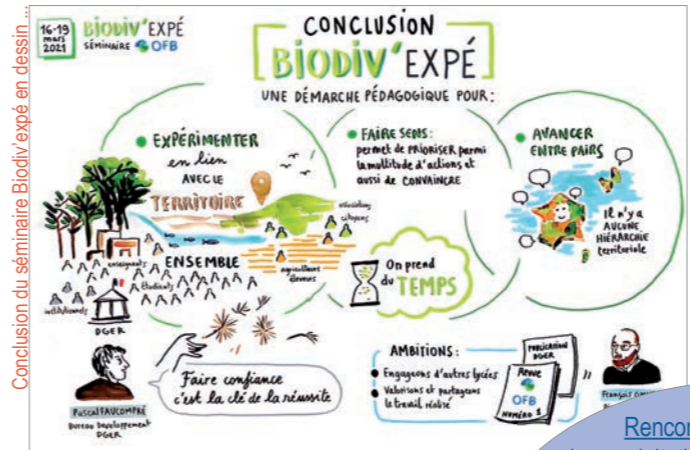 Conclusion du séminaire Biodiv'expé en dessin ...
16-19
mars
2021
BIODIV'EXPÉ
SÉMINAIRE OFB
CONCLUSION
BIODIV'EXPÉ
UNE DÉMARCHE PÉDAGOGIQUE POUR :
EXPÉRIMENTER
en lien
AVEC LE
TERRITOIRE
ENSEMBLE
associations
citoyens
enseignants
étudiants
agriculteurs
éleveurs
institutionnels
DGER
FAIRE SENS :
permet de PRIORISER parmi
la multitude d'actions et
aussi de CONVAINCRE
AVANCER
ENTRE PAIRS
Il n'y a
AUCUNE
HIÉRARCHIE
territoriale
On prend
du TEMPS
Pascal FAUCOMPRÉ
Bureau Developpement
DGER
Faire confiance
c'est la clé de la réussite
AMBITIONS :
Engageons d'autres lycées
Valorisons et partageons
le travail réalisé
PUBLICATION
DGER
Revue
OFB
NUMÉRO 1
François
Rencon